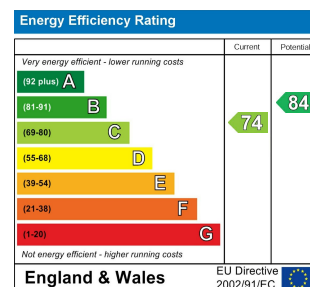 Energy Efficiency Rating
Current Potential
Very energy efficient - lower running costs
(92 plus) A
(81-91) B
84
(69-80) C
74
(55-68) D
(39-54) E
(21-38) F
(1-20) G
Not energy efficient - higher running costs
England & Wales
EU Directive
2002/91/EC